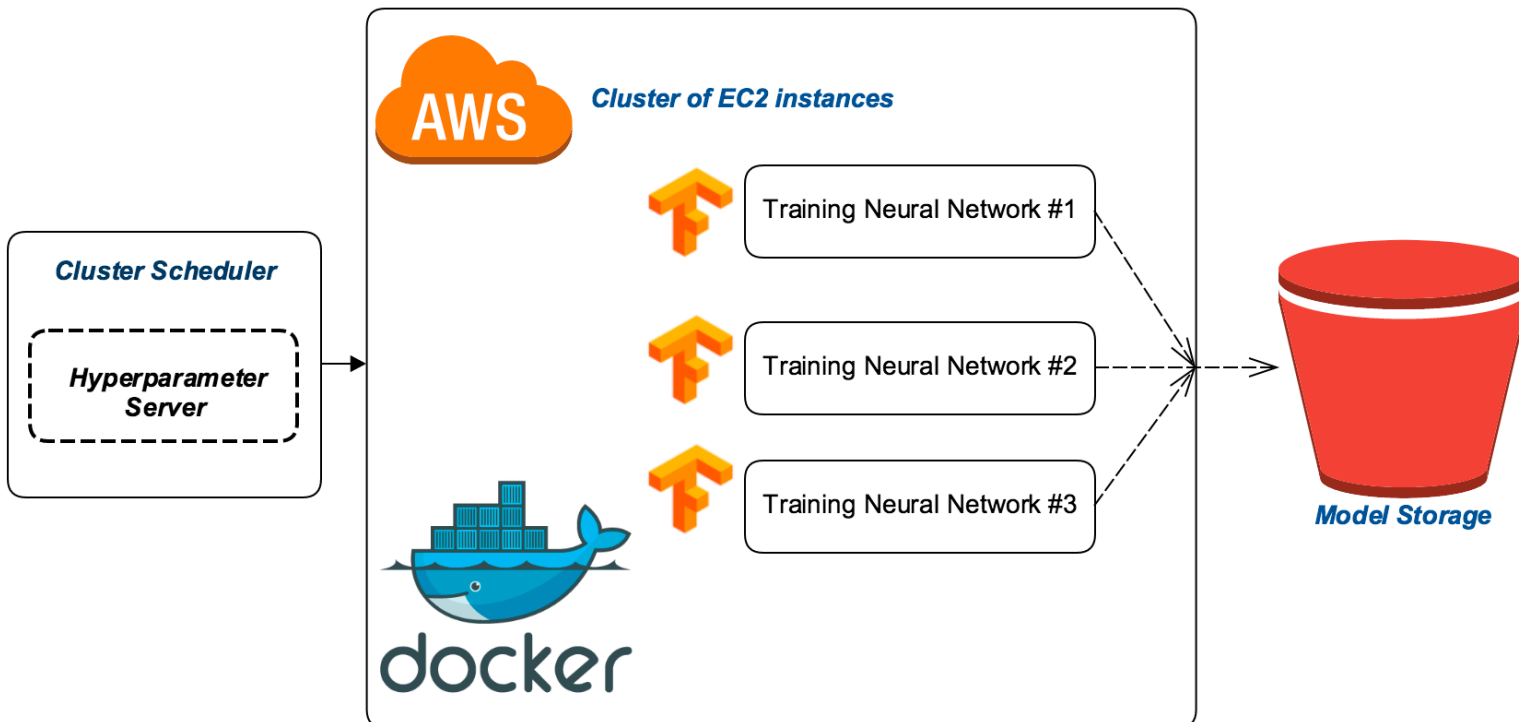 AWS
Cluster of EC2 instances
Training Neural Network #1
Cluster Scheduler
Hyperparameter
Server
Training Neural Network #2
Training Neural Network #3
Model Storage
docker